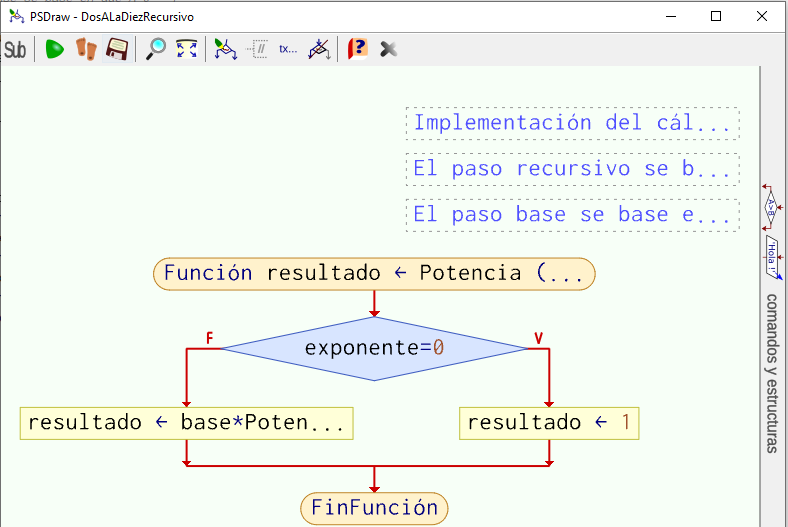 PSDraw - DosALaDiezRecursivo
Sub
tx...
Implementación del cál...
El paso recursivo se b...
El paso base se base e...
Función resultado ← Potencia (...
F
V
exponente=0
resultado ← base*Poten...
resultado ← 1
FinFunción
A > B
"Hola !"
comandos y estructuras